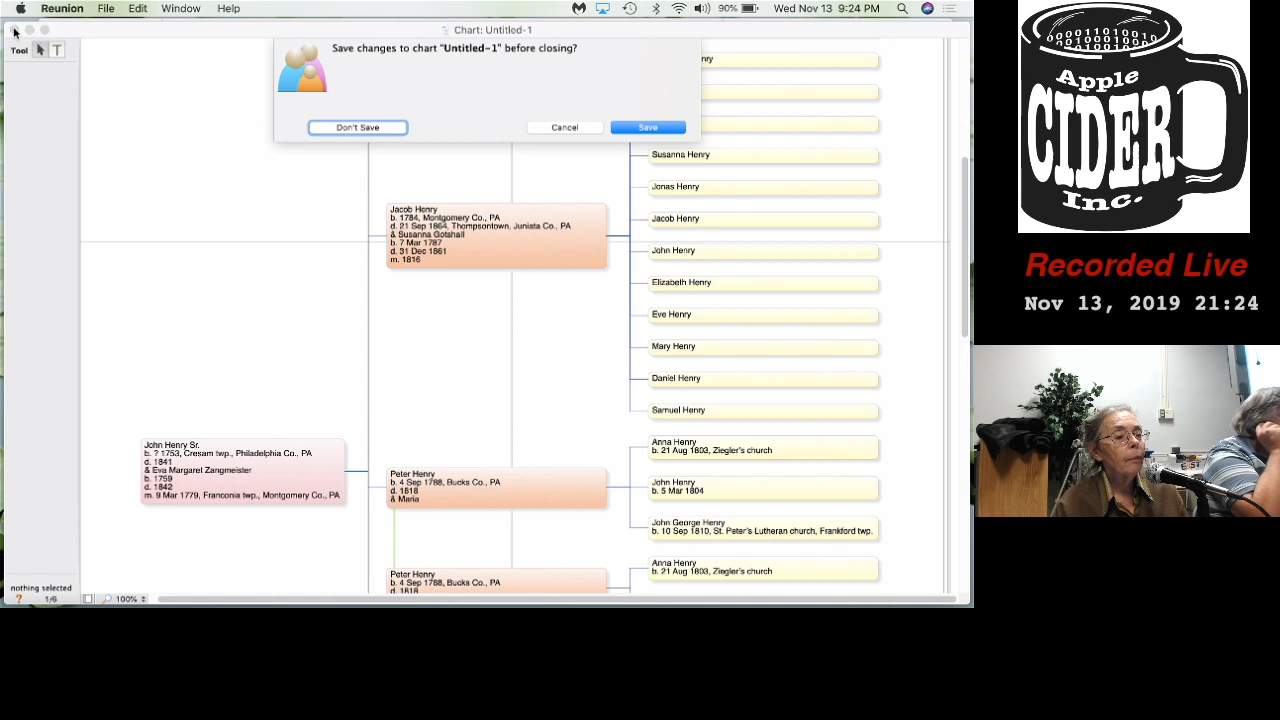 Reunion File Edit Window Help
90% Wed Nov 13 9:24 PM
Chart: Untitled-1
Tool T
Save changes to chart "Untitled-1" before closing?
Don't Save Cancel Save
nry
Susanna Henry
Jonas Henry
Jacob Henry
John Henry
Elizabeth Henry
Eve Henry
Mary Henry
Daniel Henry
Samuel Henry
Jacob Henry
b. 1784, Montgomery Co., PA
d. 21 Sep 1864, Thompsontown, Juniata Co., PA
& Susanna Gotshall
b. 7 Mar 1787
d. 31 Dec 1861
m. 1816
John Henry Sr.
b. ? 1753, Cresam twp., Philadelphia Co., PA
d. 1841
& Eva Margaret Zangmeister
b. 1759
d. 1842
m. 9 Mar 1779, Franconia twp., Montgomery Co., PA
Peter Henry
b. 4 Sep 1788, Bucks Co., PA
d. 1818
& Maria
Anna Henry
b. 21 Aug 1803, Ziegler's church
John Henry
b. 5 Mar 1804
John George Henry
b. 10 Sep 1810, St. Peter's Lutheran church, Frankford twp.
Peter Henry
b. 4 Sep 1788, Bucks Co., PA
d. 1818
Anna Henry
b. 21 Aug 1803, Ziegler's church
nothing selected
? 1/6
100%
000011010
010001010010
Apple
CIDER
Inc.
Recorded Live
Nov 13, 2019 21:24